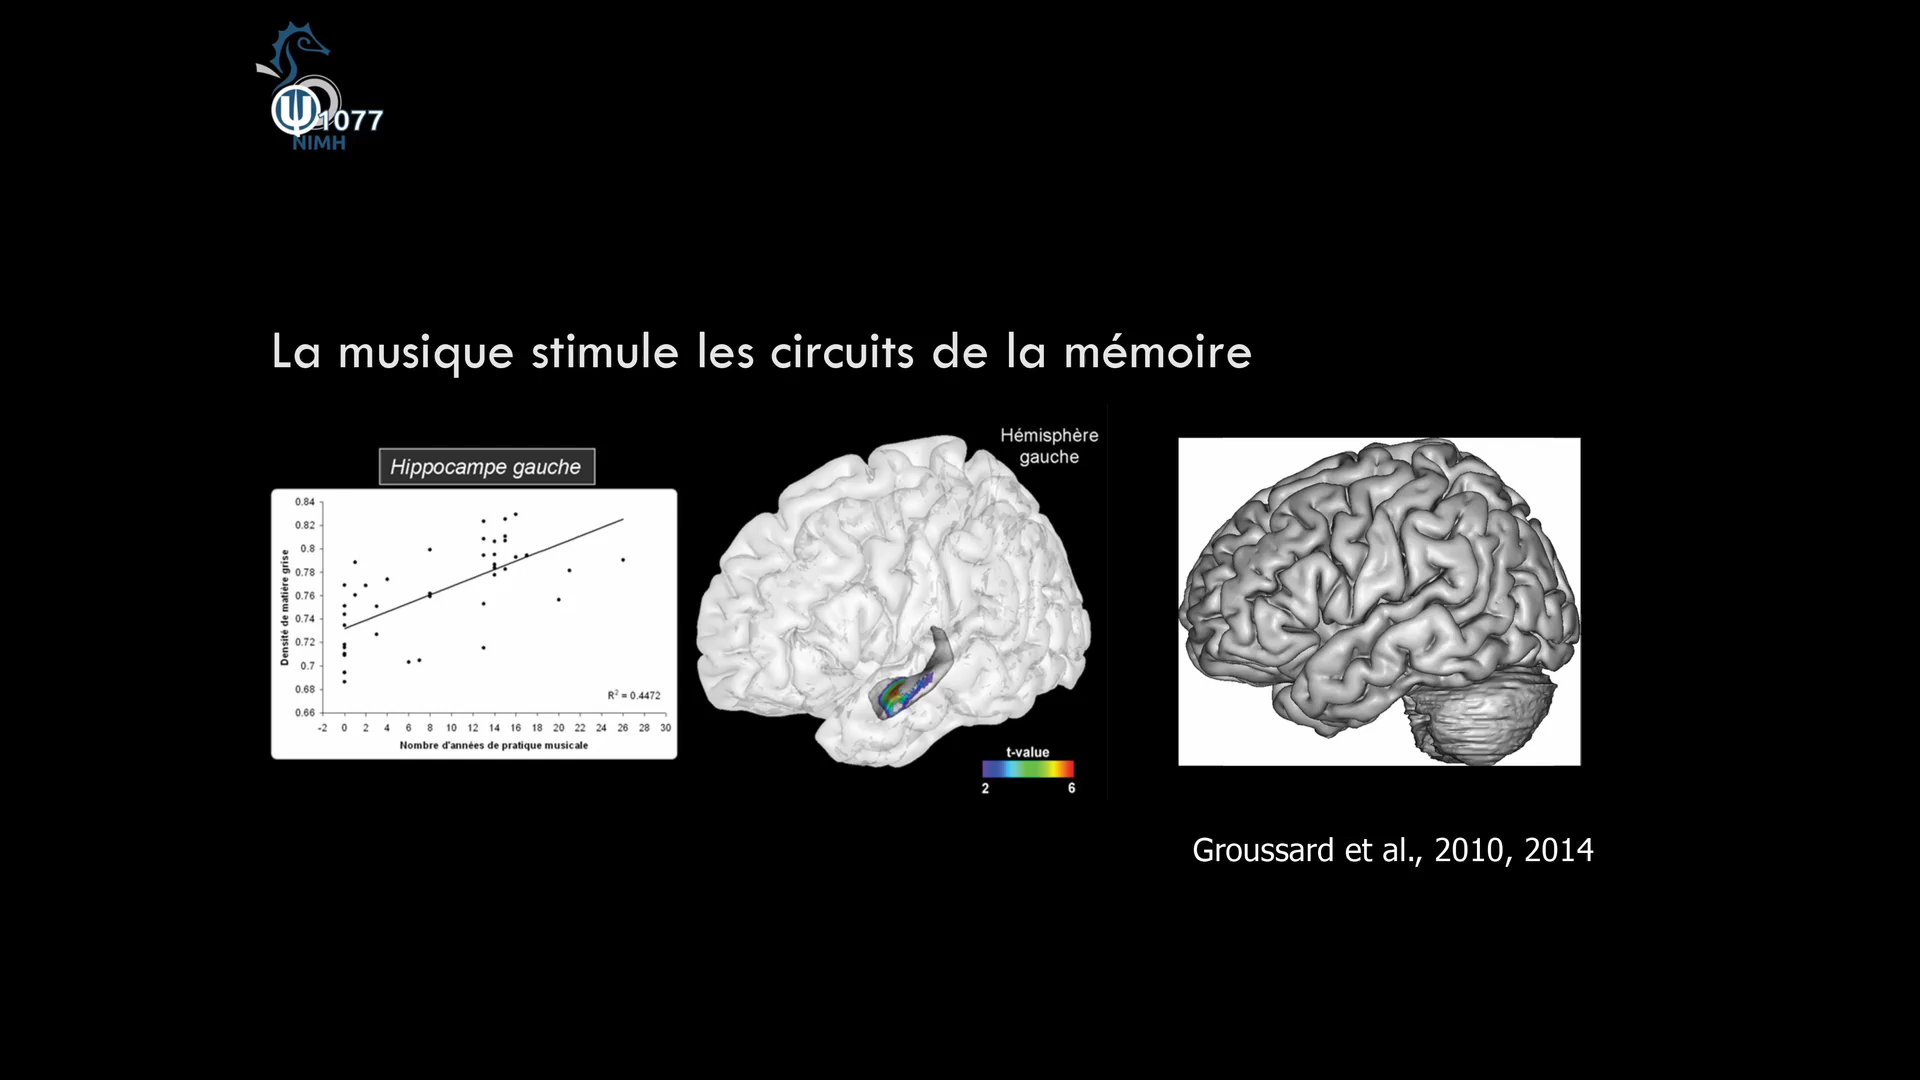 1077
NIMH
La musique stimule les circuits de la mémoire
Hippocampe gauche
0.84
0.82
0.8
0.78
0.76
0.74
0.72
0.7
0.68
0.66
Densité de matière grise
R² = 0.4472
-2 0 2 4 6 8 10 12 14 16 18 20 22 24 26 28 30
Nombre d'années de pratique musicale
Hémisphère
gauche
t-value
2 6
Groussard et al., 2010, 2014